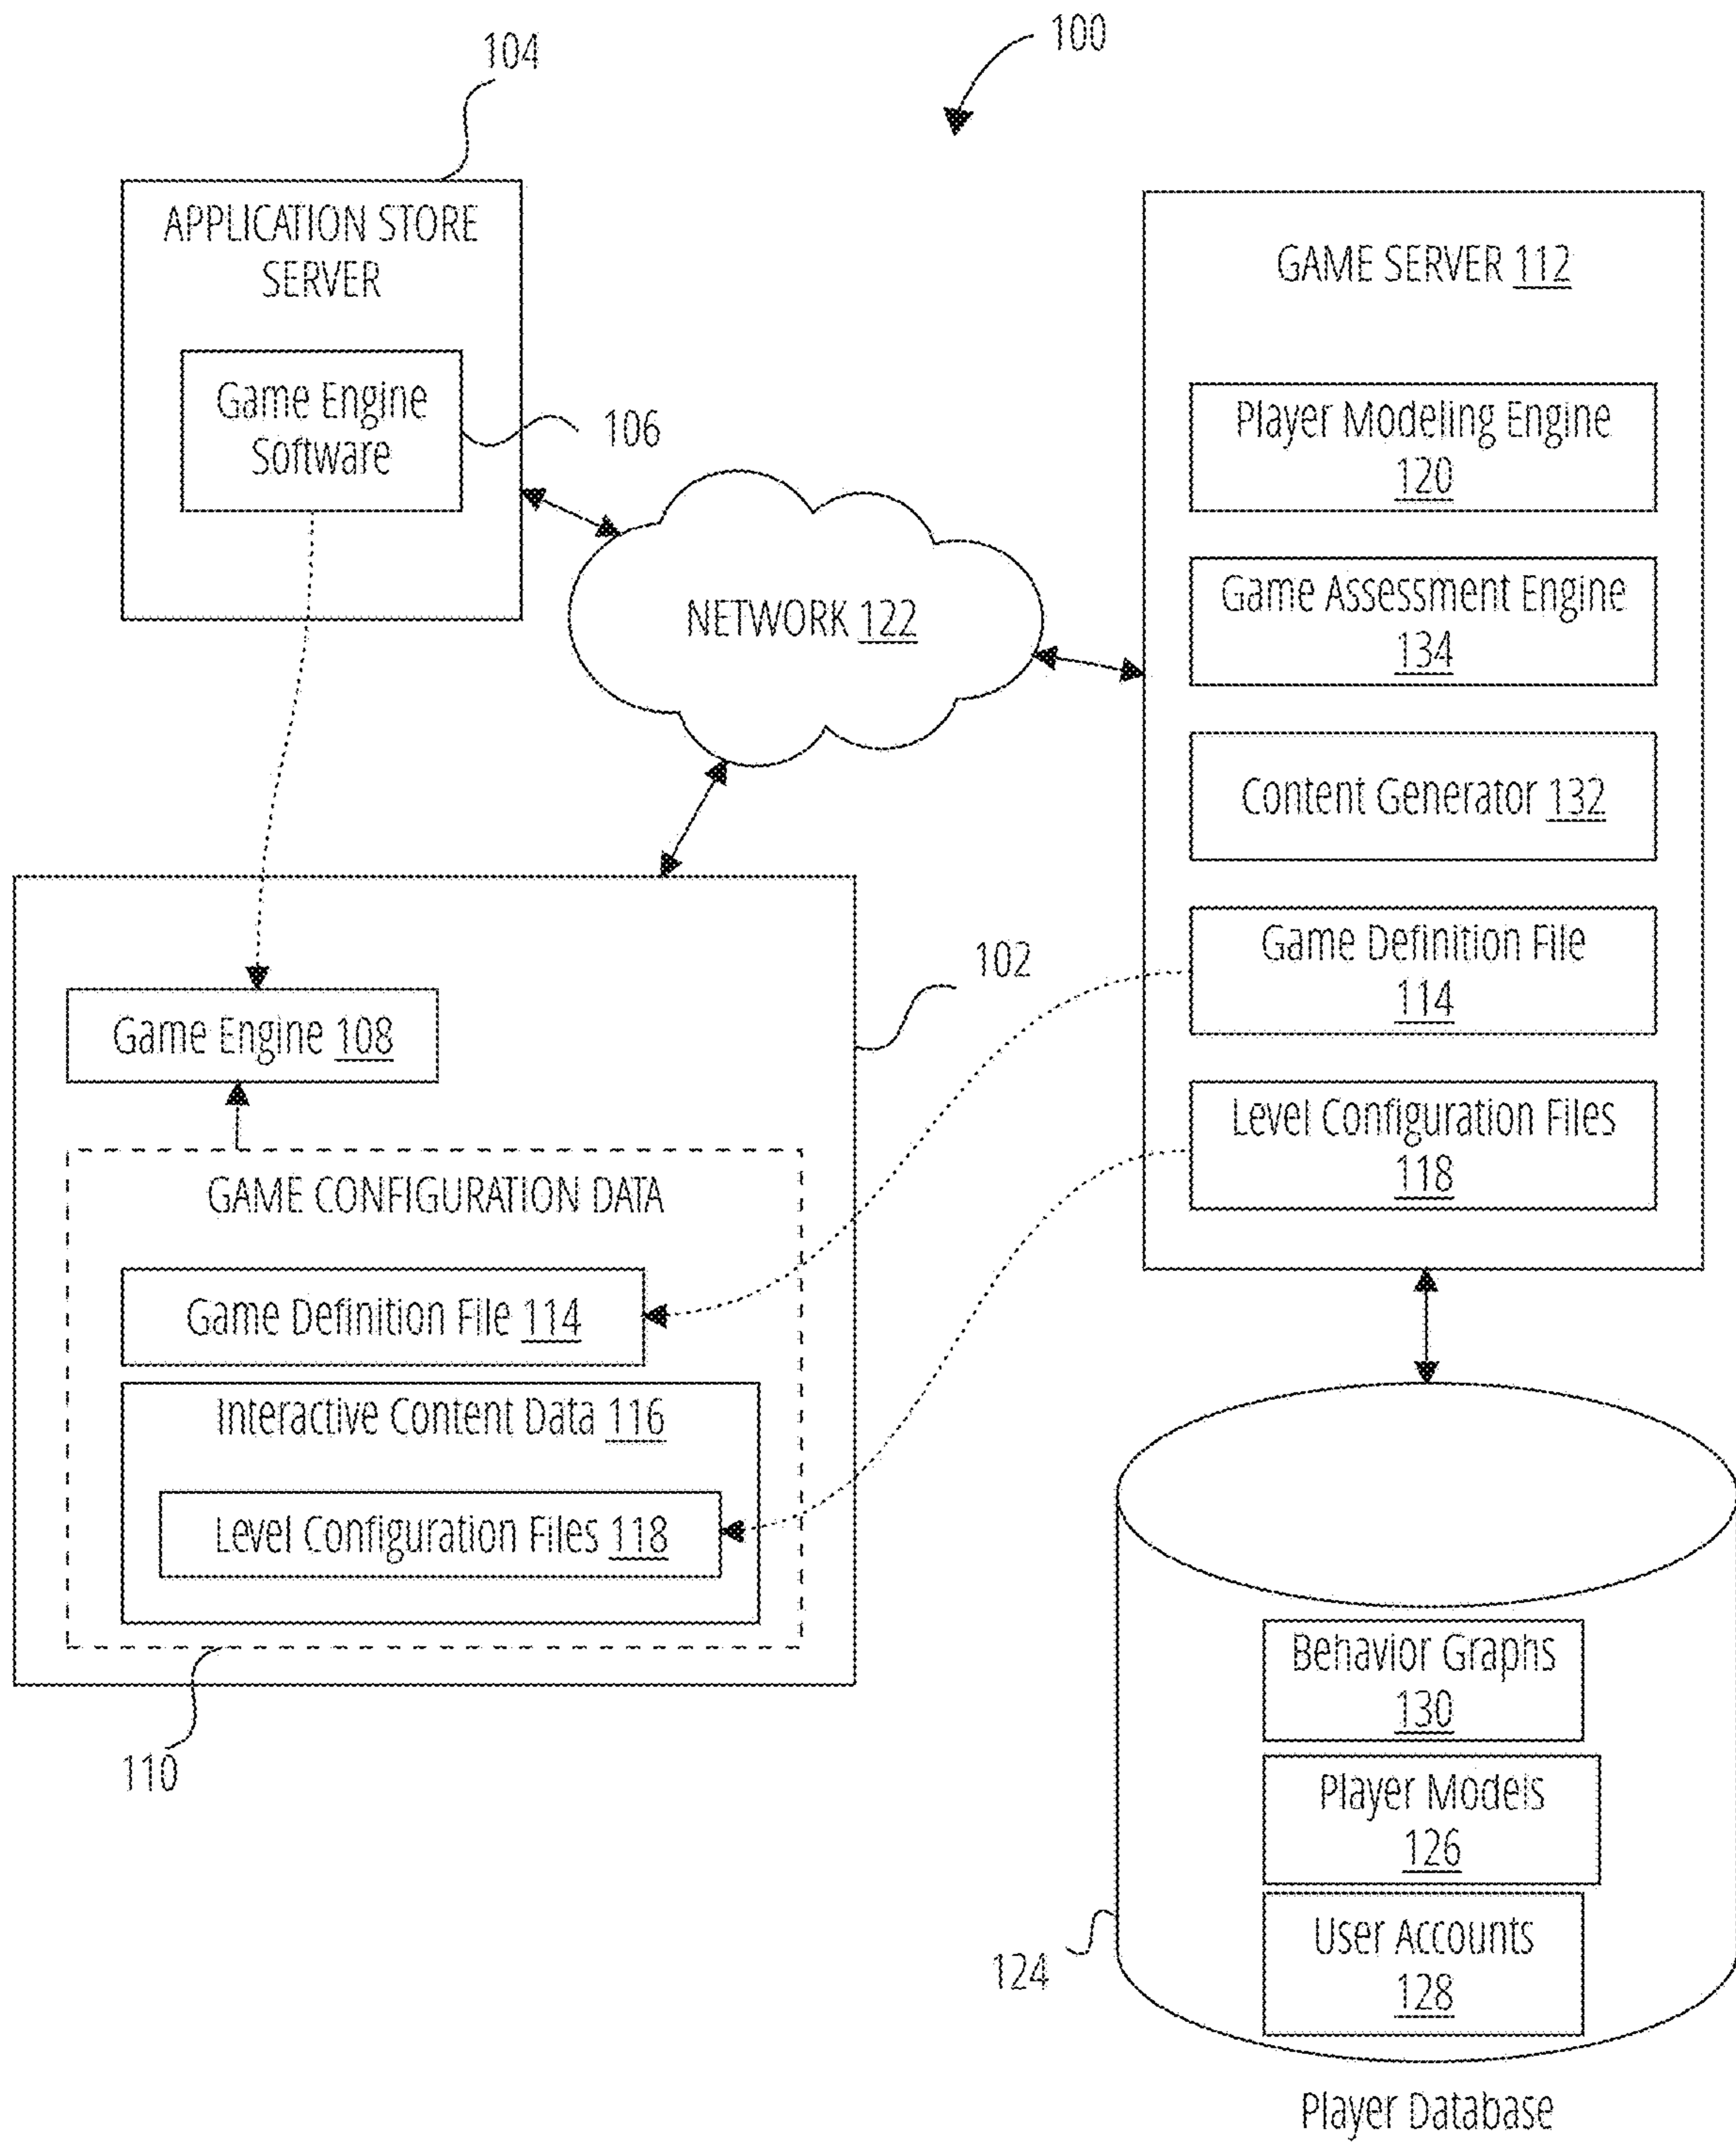 100
104
APPLICATION STORE
SERVER
Game Engine
Software
106
NETWORK 122
GAME SERVER 112
Player Modeling Engine
120
Game Assessment Engine
134
Content Generator 132
Game Definition File
114
Level Configuration Files
118
102
Game Engine 108
GAME CONFIGURATION DATA
Game Definition File 114
Interactive Content Data 116
Level Configuration Files 118
110
Behavior Graphs
130
Player Models
126
User Accounts
128
124
Player Database